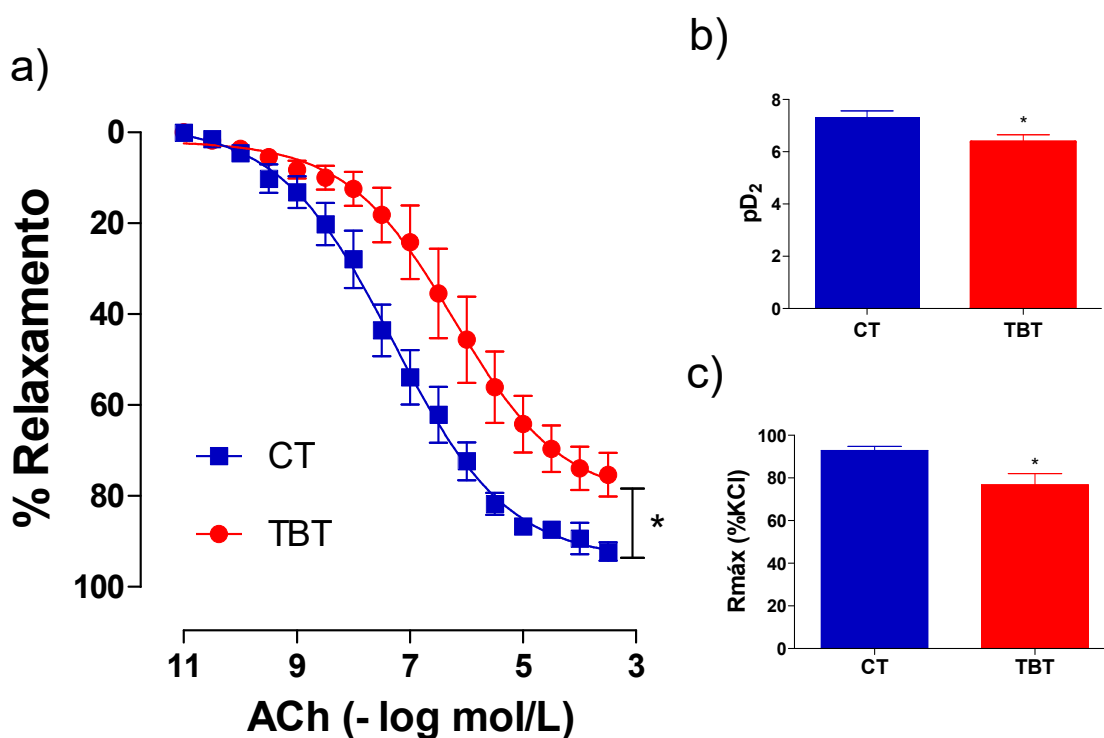 a)
% Relaxamento
0
20
40
60
80
100
CT
TBT
*
11 9 7 5 3
ACh (- log mol/L)
b)
pD₂
8
6
4
2
0
*
CT TBT
c)
Rmáx (%KCl)
100
80
60
40
20
0
*
CT TBT